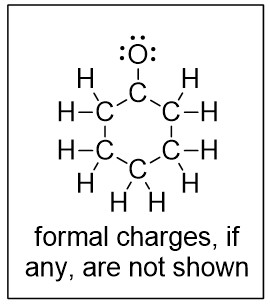 O
H H
C
H C C H
H C C H
C
H H
H H
formal charges, if
any, are not shown